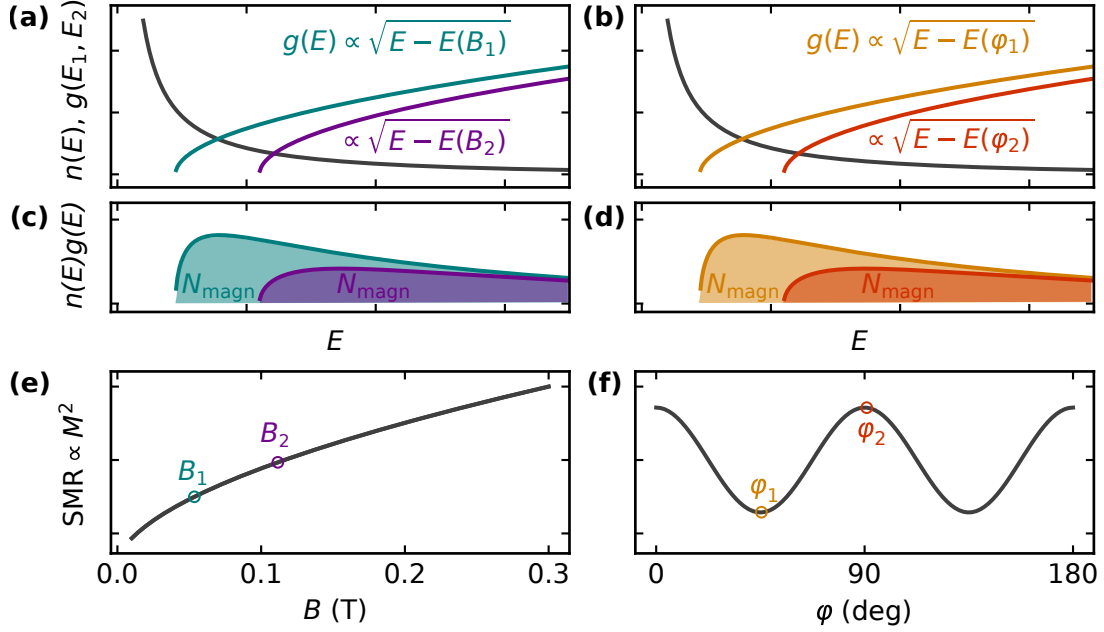 (a)
n(E), g(E₁, E₂)
g(E) ∝ √E − E(B₁)
∝ √E − E(B₂)
(b)
g(E) ∝ √E − E(φ₁)
∝ √E − E(φ₂)
(c)
n(E)g(E)
Nmagn
Nmagn
E
(d)
Nmagn
Nmagn
E
(e)
SMR ∝ M²
B₁
B₂
0.0 0.1 0.2 0.3
B (T)
(f)
φ₁
φ₂
0 90 180
φ (deg)